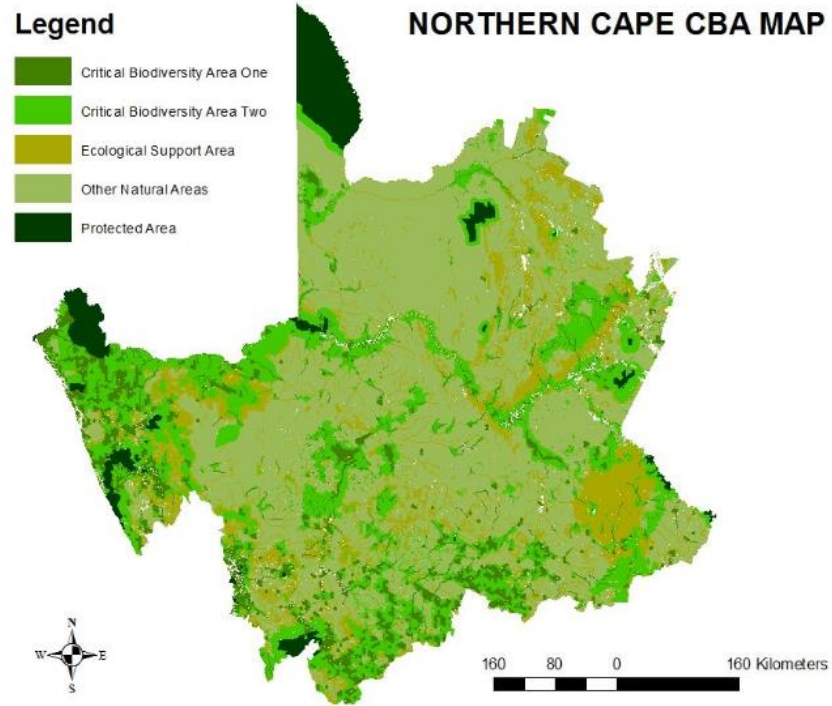 Legend
NORTHERN CAPE CBA MAP
Critical Biodiversity Area One
Critical Biodiversity Area Two
Ecological Support Area
Other Natural Areas
Protected Area
N
W E
S
160 80 0 160 Kilometers